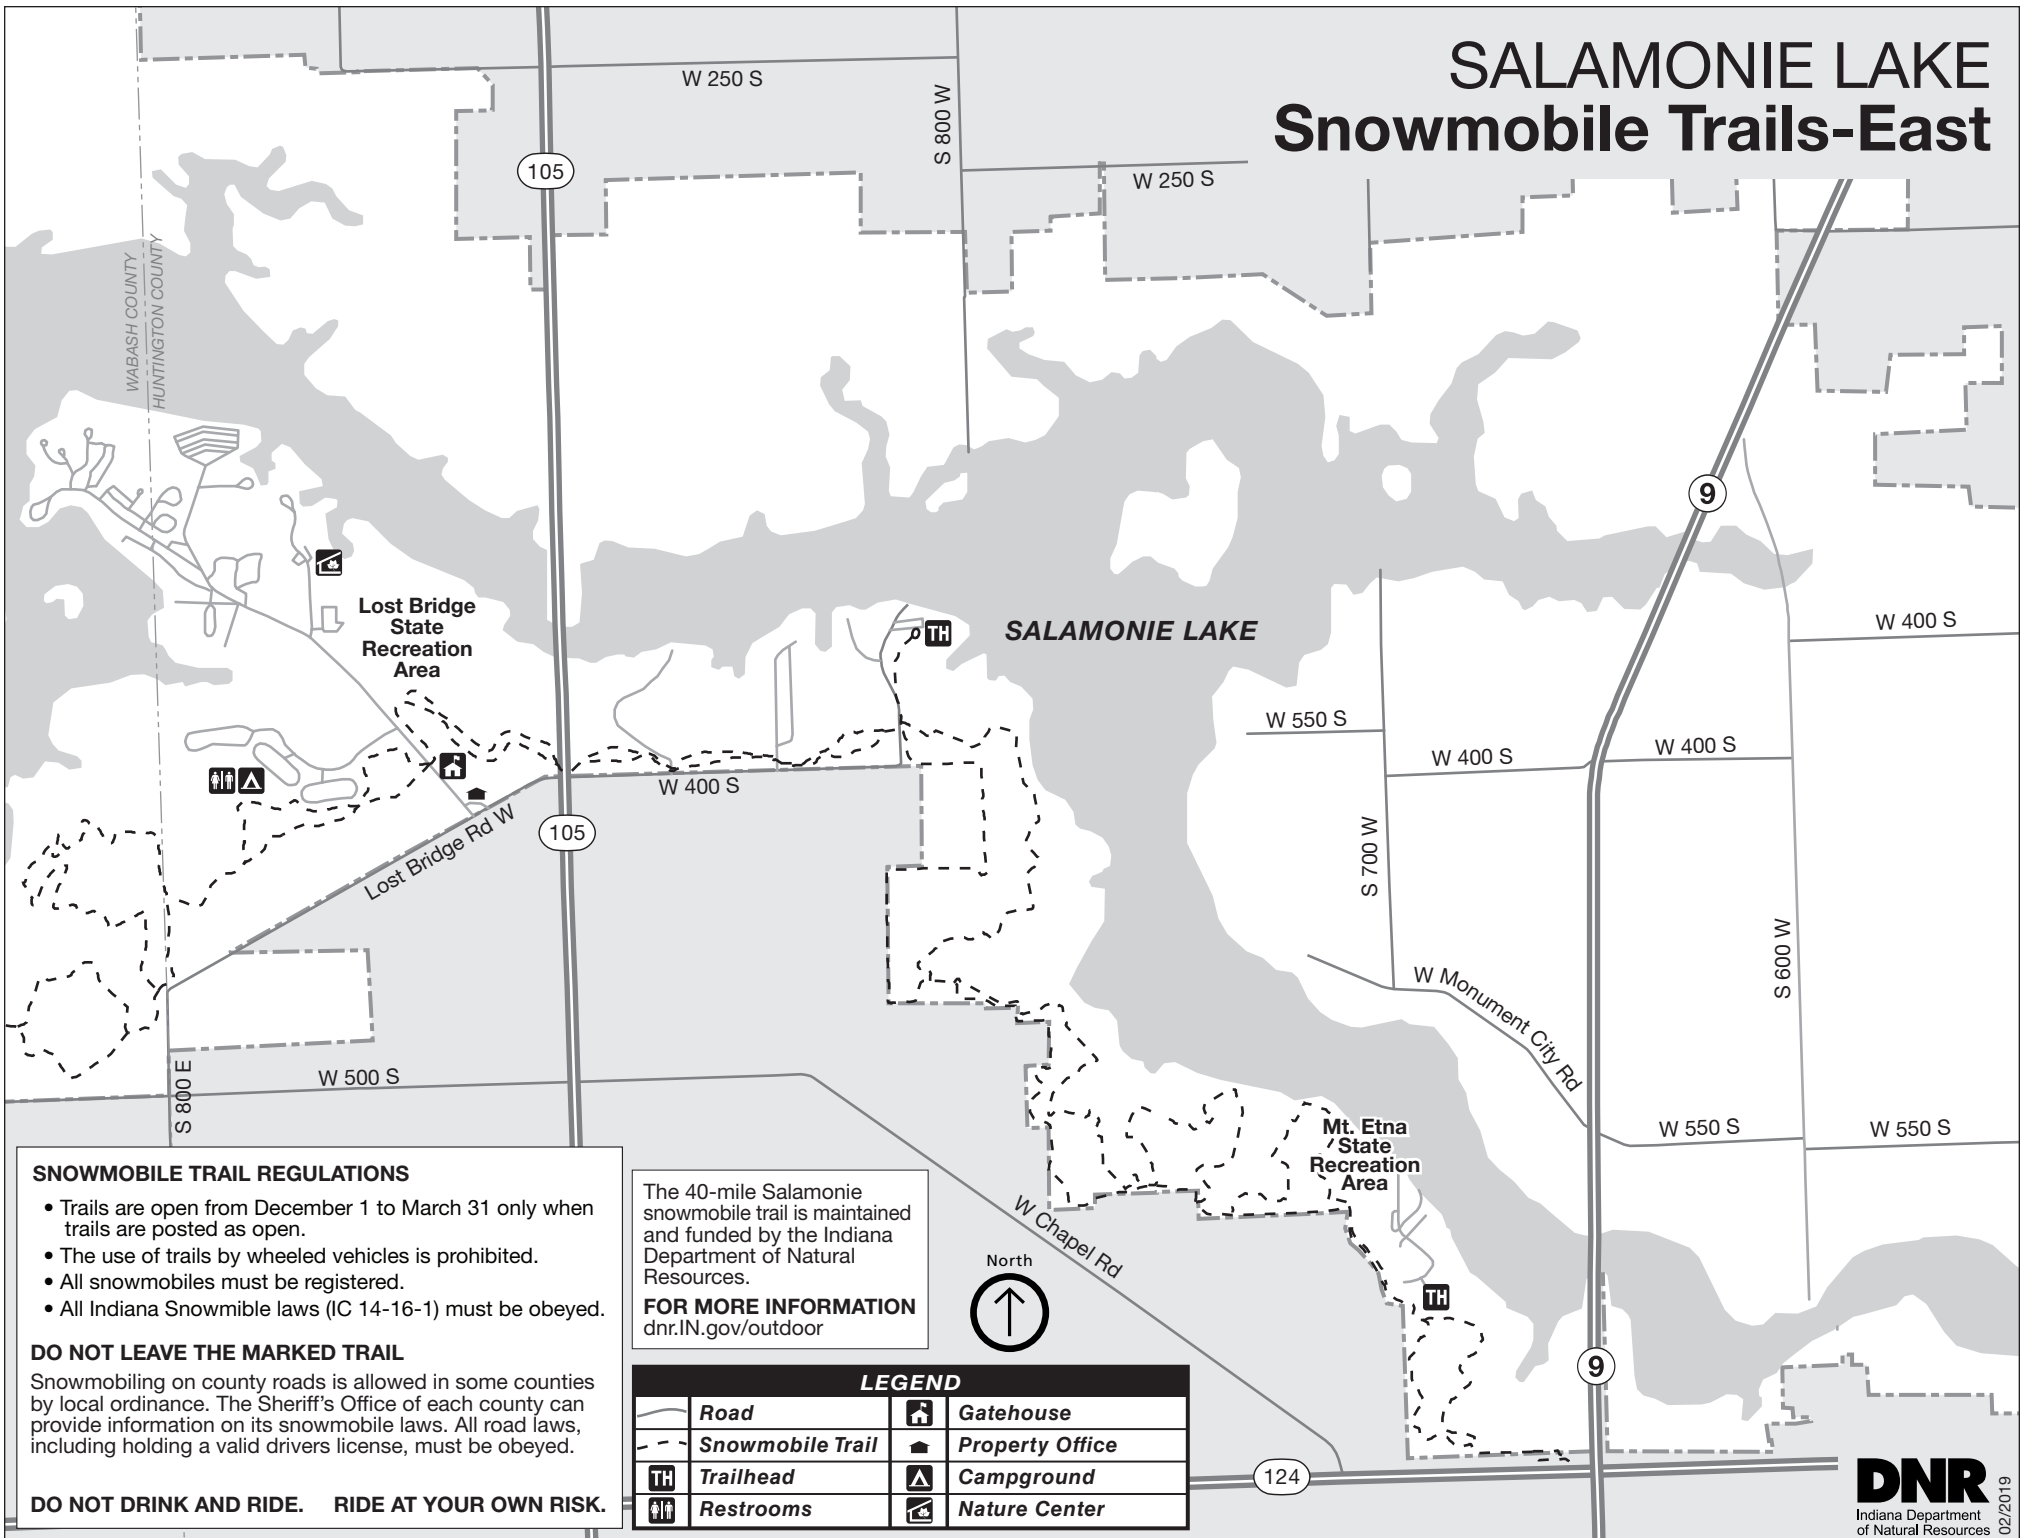 SALAMONIE LAKE
Snowmobile Trails-East
W 250 S
S 800 W
105
W 250 S
WABASH COUNTY
HUNTINGTON COUNTY
9
Lost Bridge
State
Recreation
Area
TH
SALAMONIE LAKE
W 400 S
W 550 S
W 400 S
W 400 S
W 400 S
105
Lost Bridge Rd W
S 700 W
S 600 W
W Monument City Rd
S 800 E
W 500 S
W 550 S
W 550 S
Mt. Etna
State
Recreation
Area
W Chapel Rd
TH
9
124
SNOWMOBILE TRAIL REGULATIONS
• Trails are open from December 1 to March 31 only when
trails are posted as open.
• The use of trails by wheeled vehicles is prohibited.
• All snowmobiles must be registered.
• All Indiana Snowmible laws (IC 14-16-1) must be obeyed.
DO NOT LEAVE THE MARKED TRAIL
Snowmobiling on county roads is allowed in some counties
by local ordinance. The Sheriff's Office of each county can
provide information on its snowmobile laws. All road laws,
including holding a valid drivers license, must be obeyed.
DO NOT DRINK AND RIDE. RIDE AT YOUR OWN RISK.
The 40-mile Salamonie
snowmobile trail is maintained
and funded by the Indiana
Department of Natural
Resources.
FOR MORE INFORMATION
dnr.IN.gov/outdoor
North
LEGEND
Road
Gatehouse
Snowmobile Trail
Property Office
TH
Trailhead
Campground
Restrooms
Nature Center
DNR
Indiana Department
of Natural Resources
02/2019